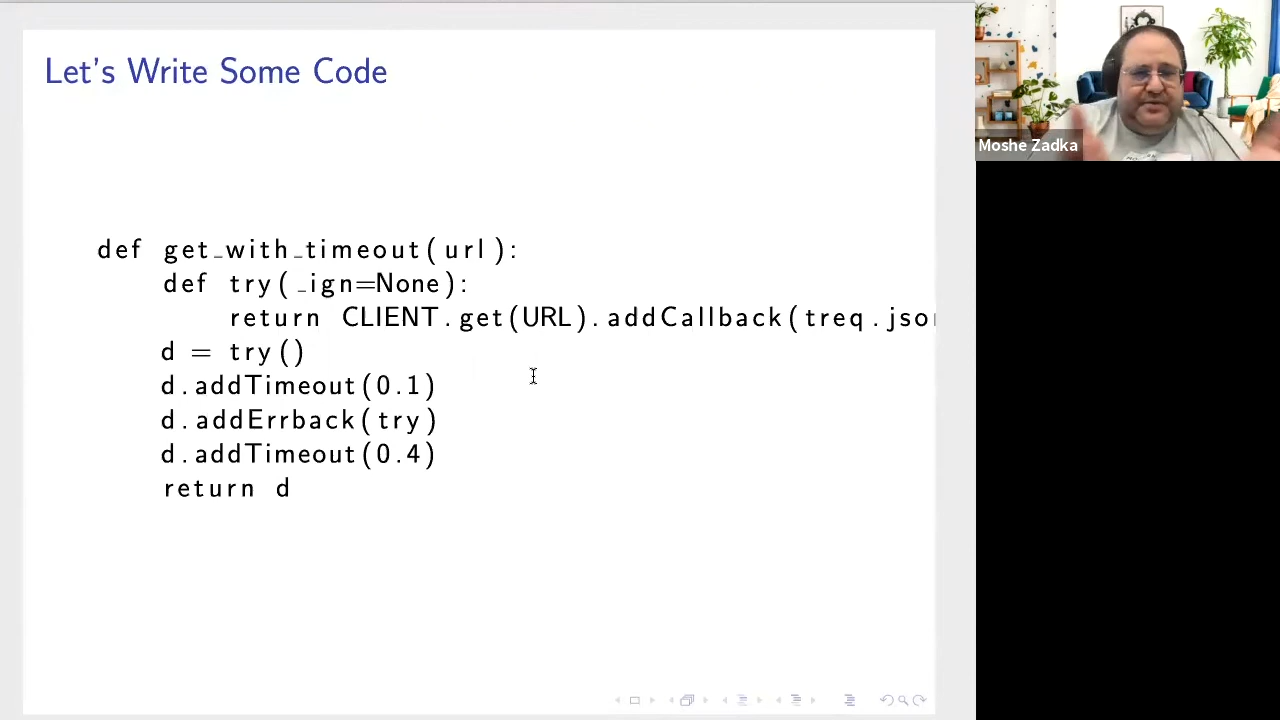 Let's Write Some Code
def get_with_timeout(url):
def try(_ign=None):
return CLIENT.get(URL).addCallback(treq.jso
d = try()
d.addTimeout(0.1)
d.addErrback(try)
d.addTimeout(0.4)
return d
Moshe Zadka